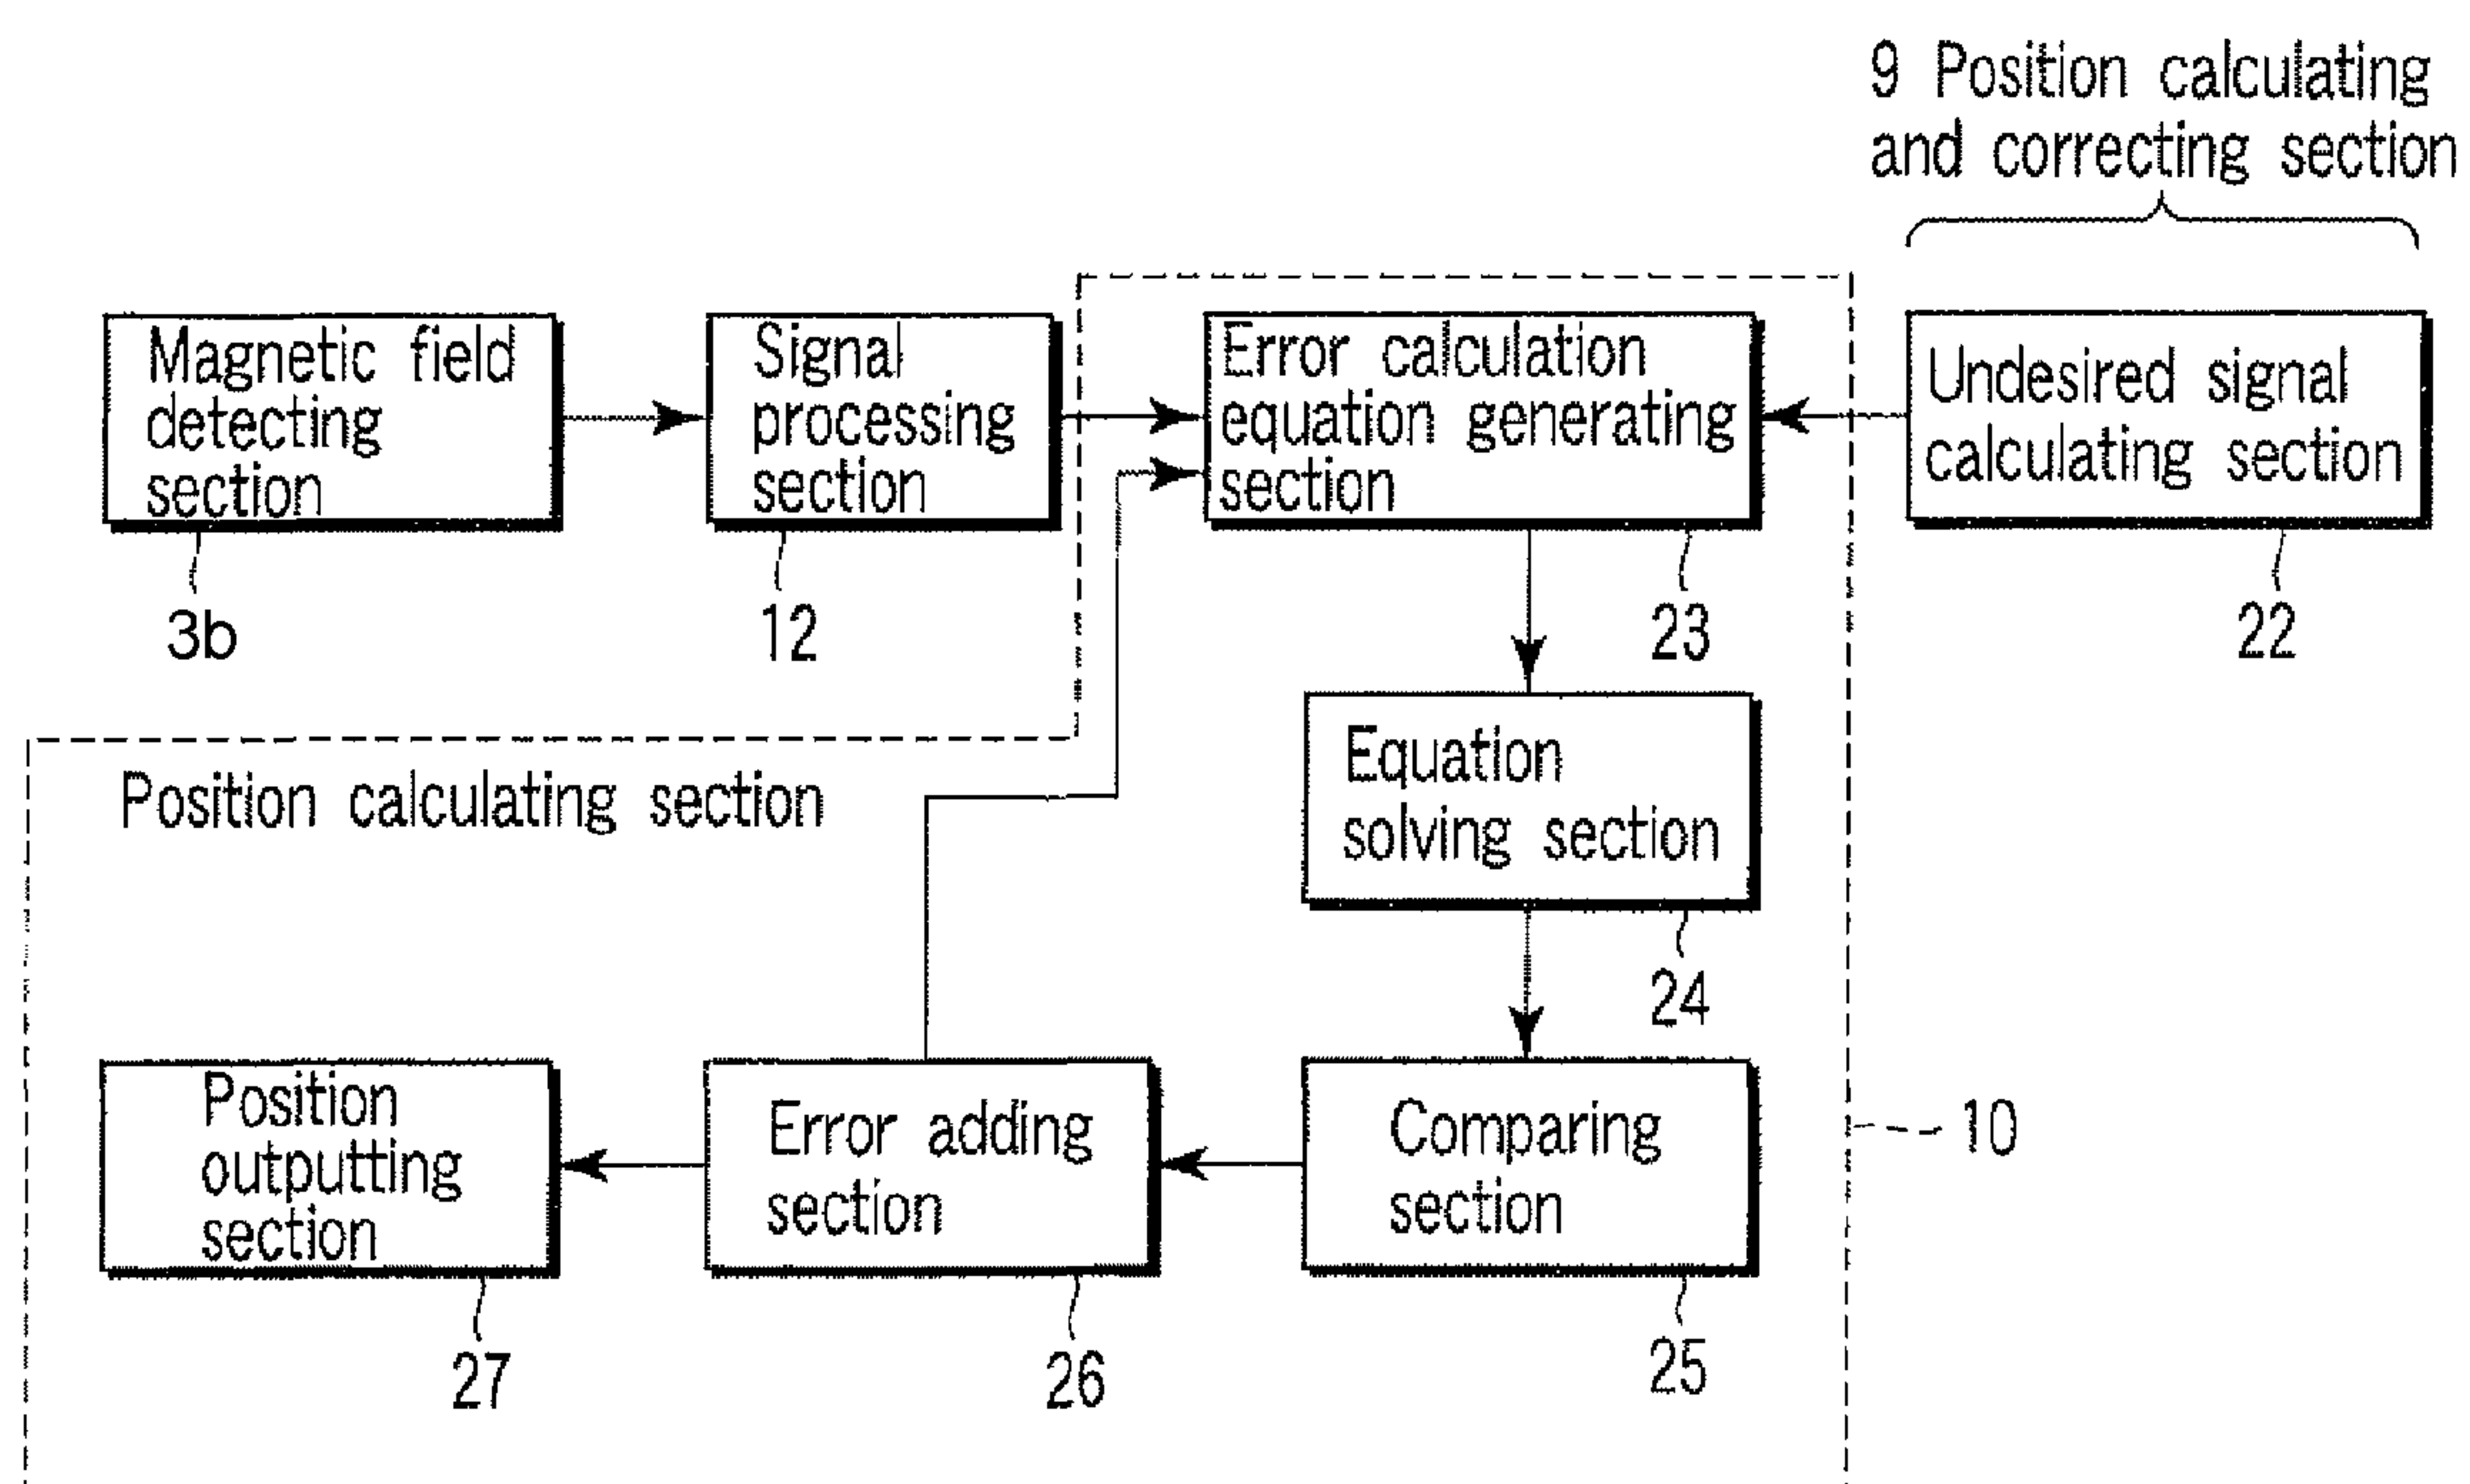 9 Position calculating
and correcting section
Magnetic field
detecting
section
3b
Signal
processing
section
12
Error calculation
equation generating
section
23
Undesired signal
calculating section
22
Position calculating section
Equation
solving section
24
Position
outputting
section
27
Error adding
section
26
Comparing
section
25
10